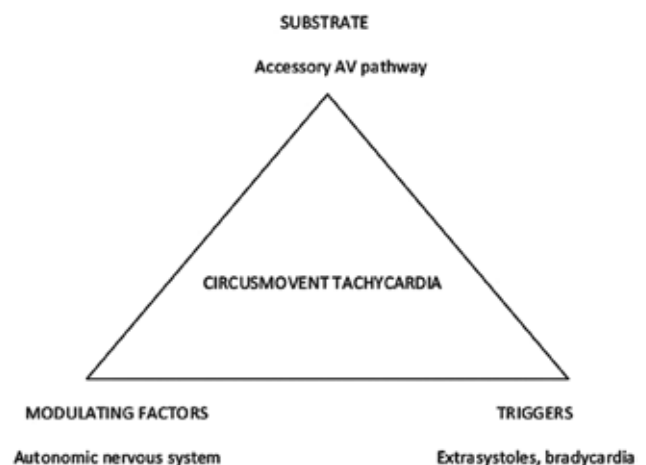 SUBSTRATE
Accessory AV pathway
CIRCUSMOVENT TACHYCARDIA
MODULATING FACTORS
TRIGGERS
Autonomic nervous system
Extrasystoles, bradycardia